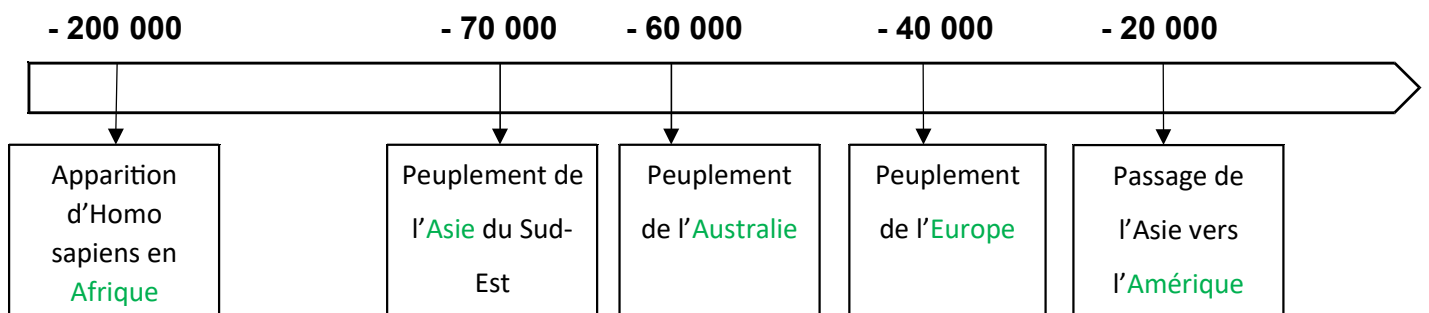 - 200 000
- 70 000
- 60 000
- 40 000
- 20 000
Apparition
d’Homo
sapiens en
Afrique
Peuplement de
l’Asie du Sud-
Est
Peuplement
de l’Australie
Peuplement
de l’Europe
Passage de
l’Asie vers
l’Amérique